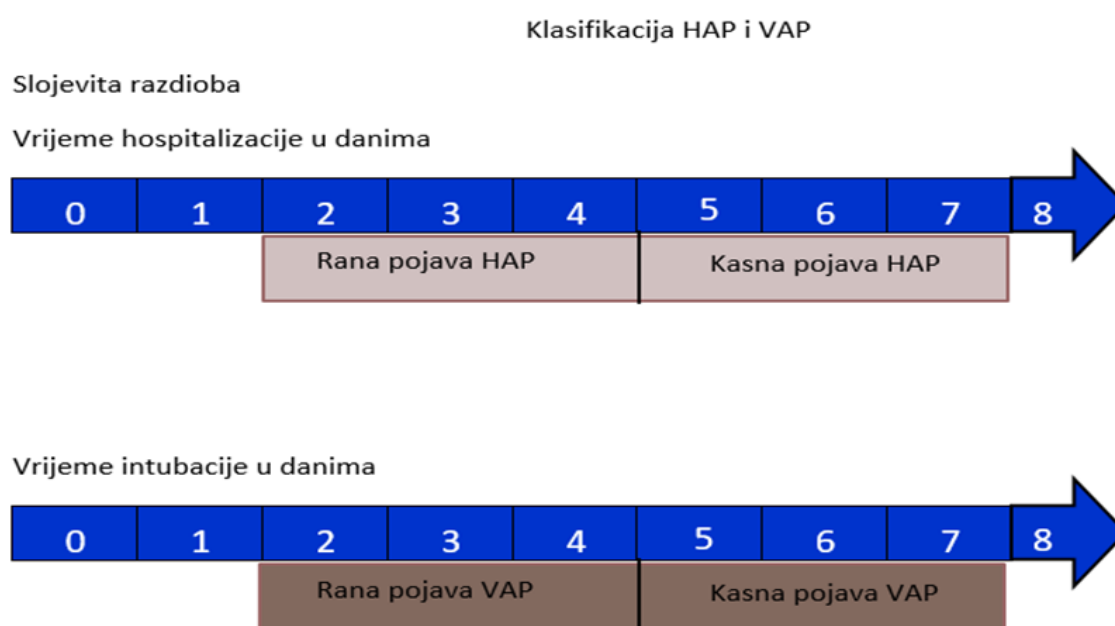 Klasifikacija HAP i VAP
Slojevita razdioba
Vrijeme hospitalizacije u danima
0 1 2 3 4 5 6 7 8
Rana pojava HAP Kasna pojava HAP
Vrijeme intubacije u danima
0 1 2 3 4 5 6 7 8
Rana pojava VAP Kasna pojava VAP